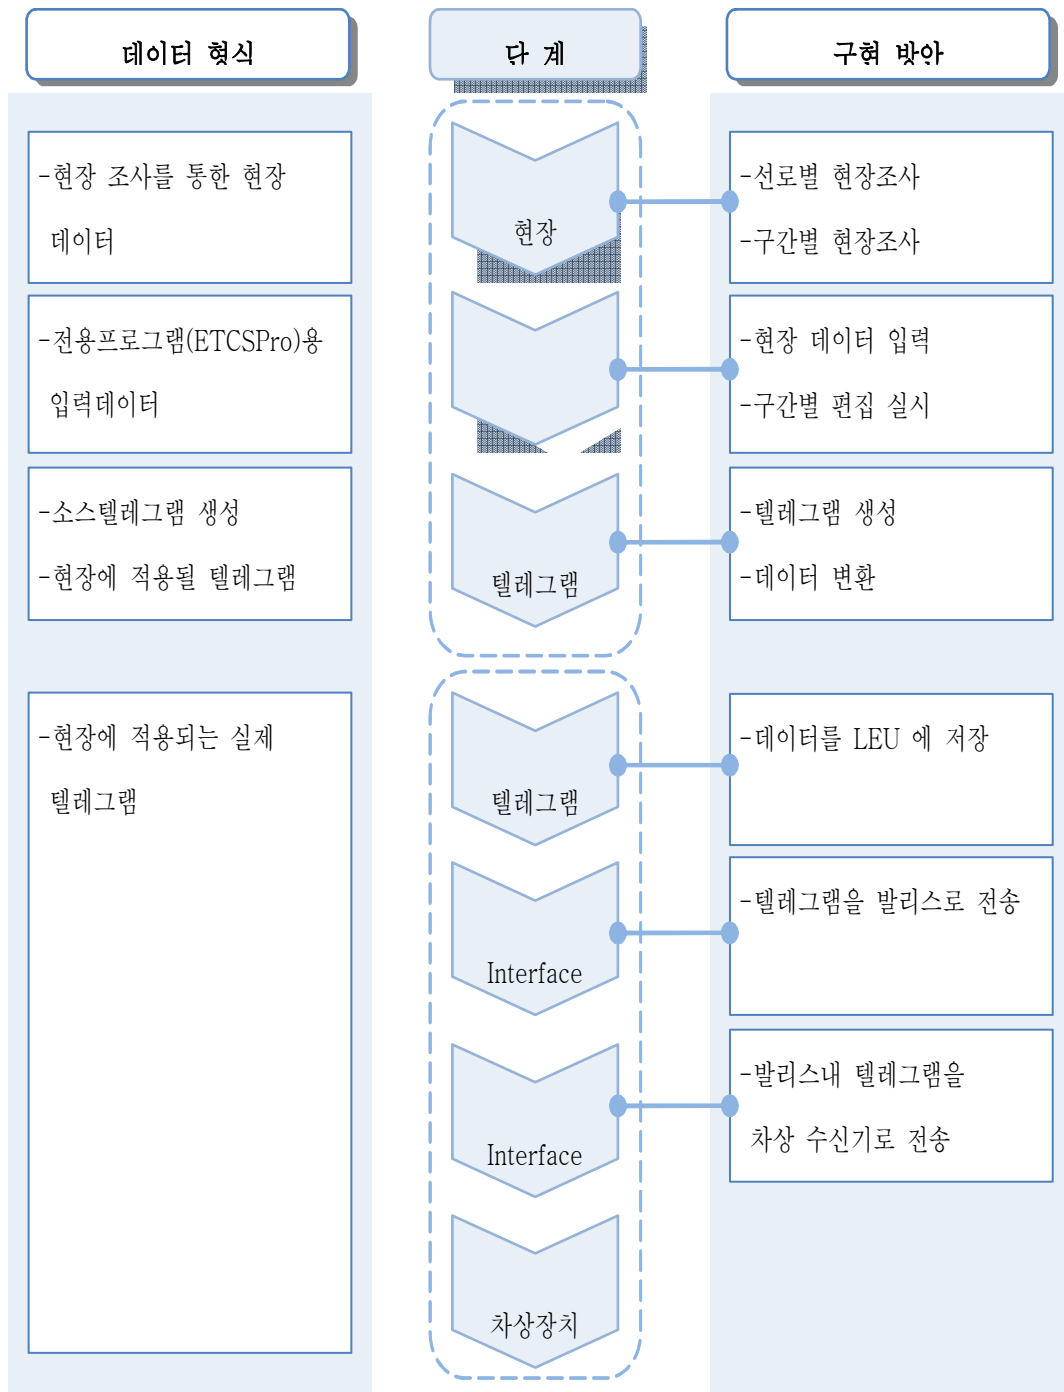 데이터 형식
단 계
구현 방안
-현장 조사를 통한 현장
데이터
현장
-선로별 현장조사
-구간별 현장조사
-전용프로그램(ETCSPro)용
입력데이터
-현장 데이터 입력
-구간별 편집 실시
-소스텔레그램 생성
-현장에 적용될 텔레그램
텔레그램
-텔레그램 생성
-데이터 변환
-현장에 적용되는 실제
텔레그램
텔레그램
-데이터를 LEU 에 저장
Interface
-텔레그램을 발리스로 전송
Interface
-발리스내 텔레그램을
차상 수신기로 전송
차상장치